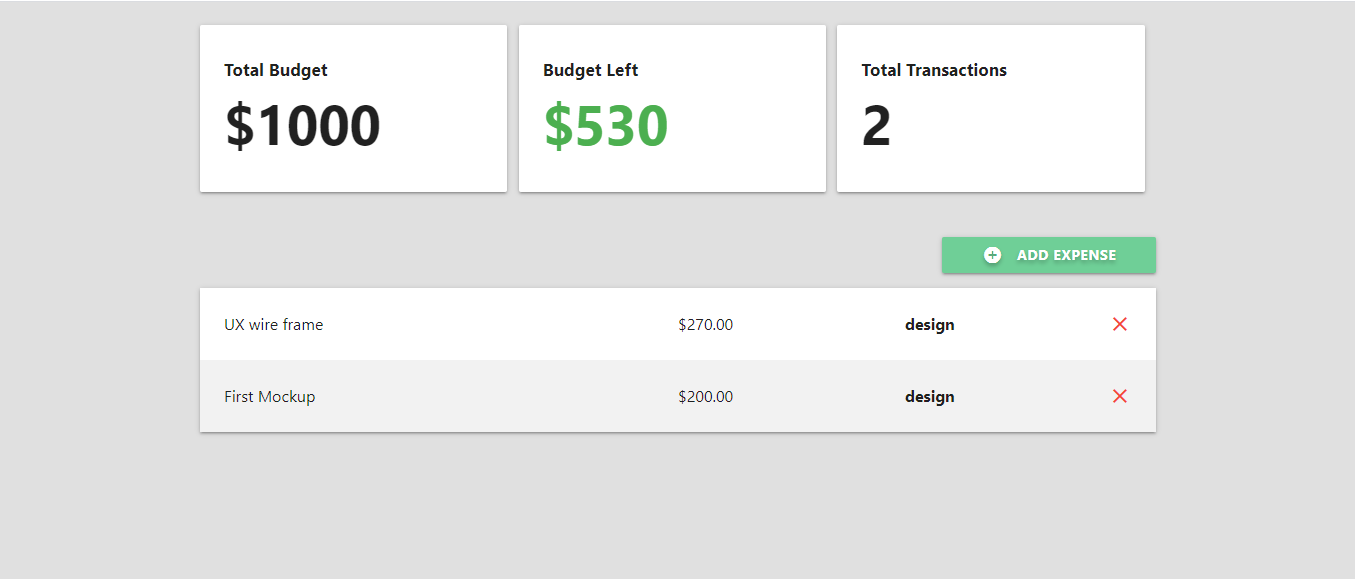 Total Budget
$1000
Budget Left
$530
Total Transactions
2
ADD EXPENSE
UX wire frame $270.00 design
First Mockup $200.00 design